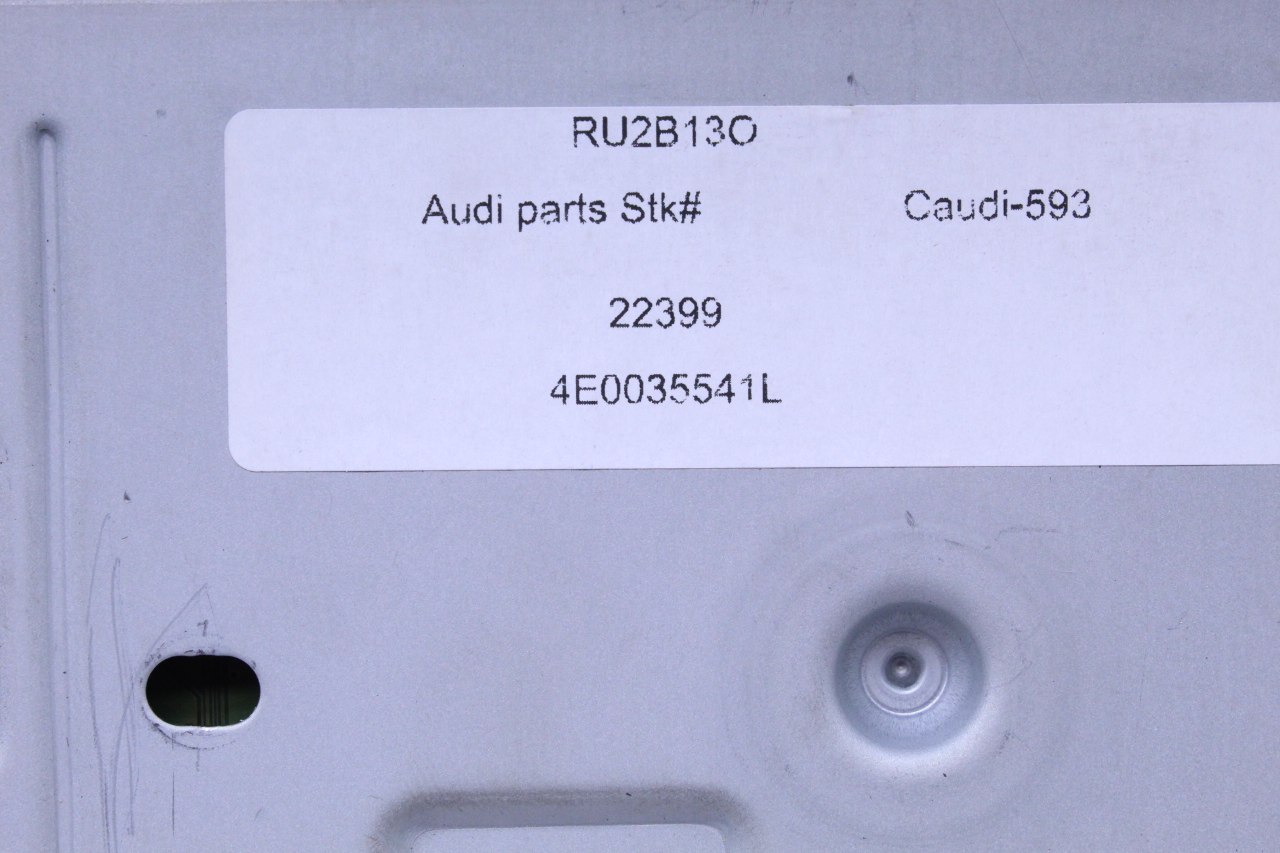 RU2B13O
Audi parts Stk# Caudi-593
22399
4E0035541L